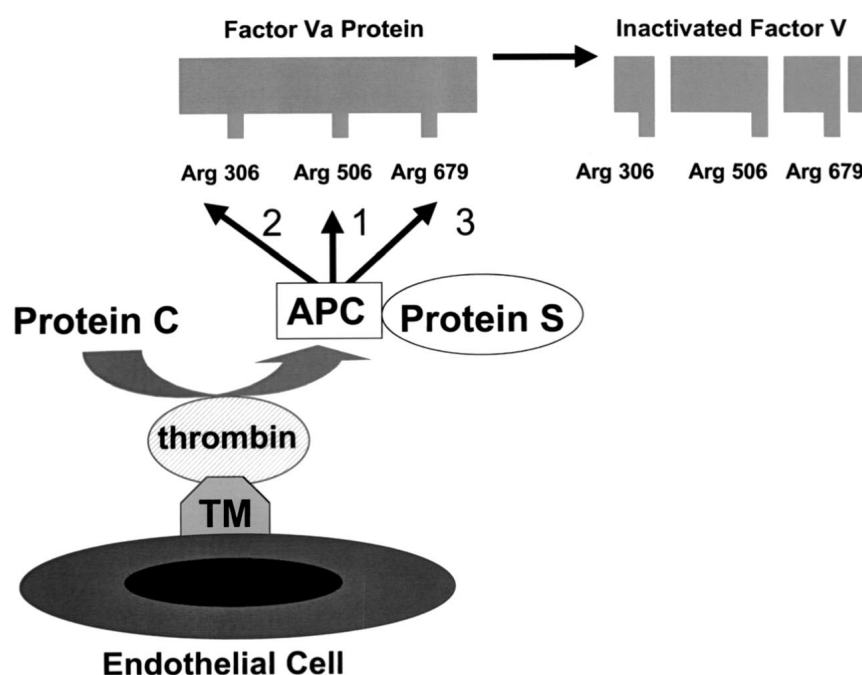 Factor Va Protein
Inactivated Factor V
Arg 306
Arg 506
Arg 679
Arg 306
Arg 506
Arg 679
2
1
3
Protein C
APC
Protein S
thrombin
TM
Endothelial Cell